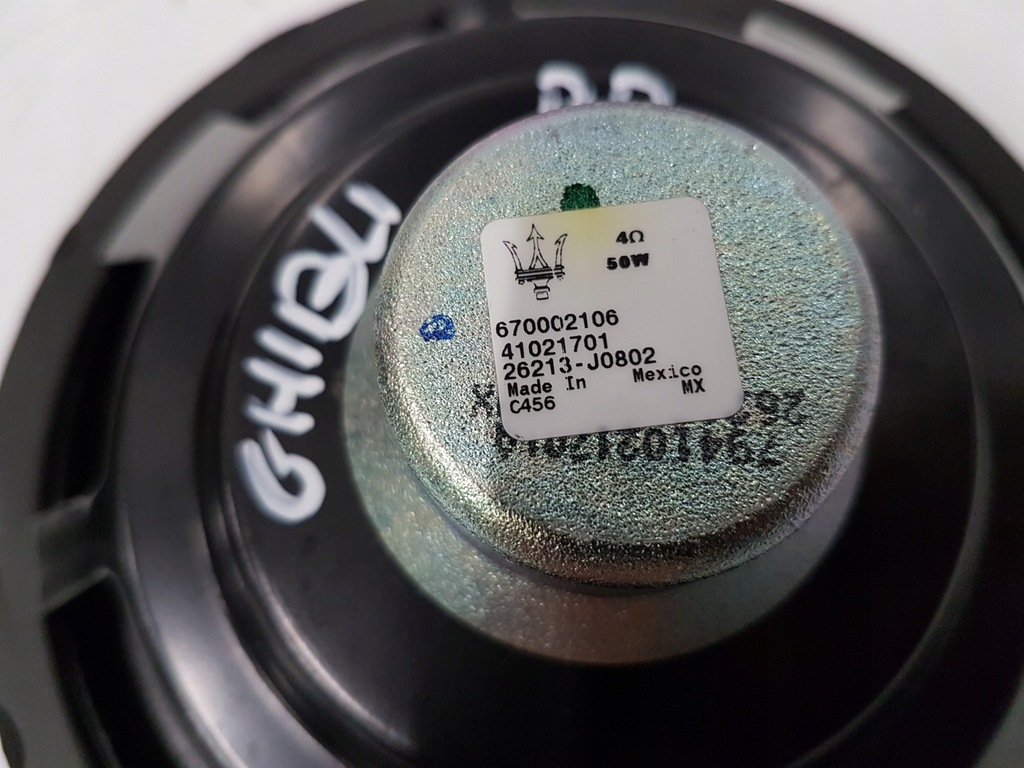 4Ω
50W
670002106
41021701
26213-J0802
Made In Mexico
MX
C456
GHIBLI